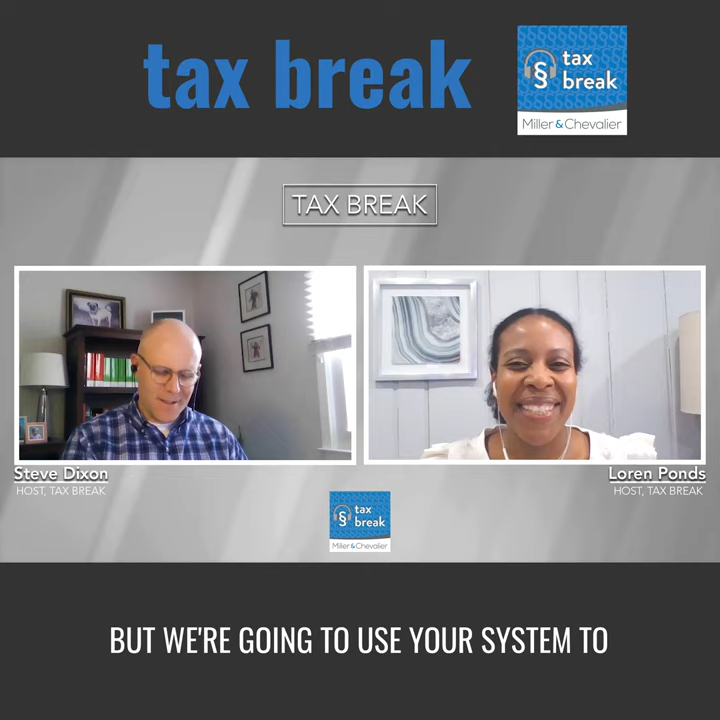 tax break
§
tax
break
Miller & Chevalier
TAX BREAK
Steve Dixon
HOST, TAX BREAK
Loren Ponds
HOST, TAX BREAK
§
tax
break
Miller & Chevalier
BUT WE'RE GOING TO USE YOUR SYSTEM TO